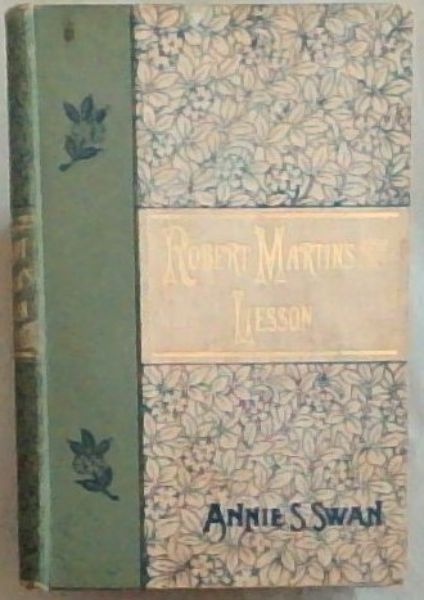 ROBERT MARTINS
LESSON
ANNIE S. SWAN